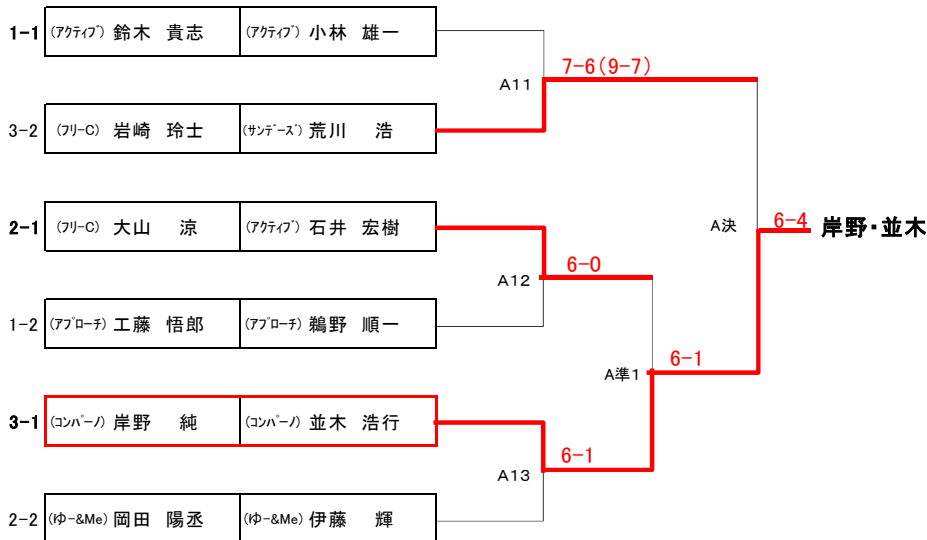 1-1 (ｱｸﾃｨﾌﾞ) 鈴木 貴志 (ｱｸﾃｨﾌﾞ) 小林 雄一
A11 7-6(9-7)
3-2 (ﾌﾘｰC) 岩崎 玲士 (ｻﾝﾃﾞｰｽﾞ) 荒川 浩
2-1 (ﾌﾘｰC) 大山 涼 (ｱｸﾃｨﾌﾞ) 石井 宏樹
A決 6-4 岸野・並木
A12 6-0
1-2 (ｱﾌﾟﾛｰﾁ) 工藤 悟郎 (ｱﾌﾟﾛｰﾁ) 鵜野 順一
A準1 6-1
3-1 (ｺﾝﾊﾟｰﾉ) 岸野 純 (ｺﾝﾊﾟｰﾉ) 並木 浩行
A13 6-1
2-2 (ゆｰ&Me) 岡田 陽丞 (ゆｰ&Me) 伊藤 輝